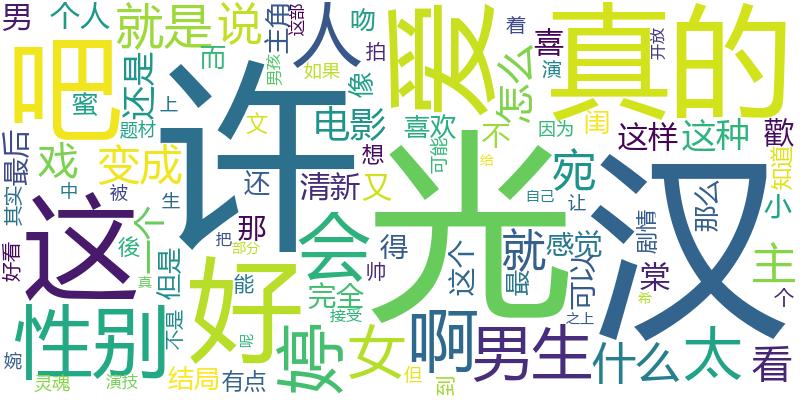 男
个人
就是
说
主角
人
这部
吻
拍
着
喜
演
开放
爱
真的
而
男孩
如果
像
怎么
吧
蜜
还是
上
许
文
电影
喜欢
不
因为
闺
这样
这种
歡
题材
最后
戏
变成
想
可能
给
宛
知道
其实
中
被
生
还
清新
又
光
自己
让
汉
那么
小
这
一个
後
但是
把
那
部分
会
得
这个
就
最
感觉
可以
剧情
棠
主
个
好看
真
好
能
完全
帅
希
之上
性别
不是
呢
接受
婷
女
啊
男生
什么
太
看
婉
灵魂
演技
结局
有点
但
到